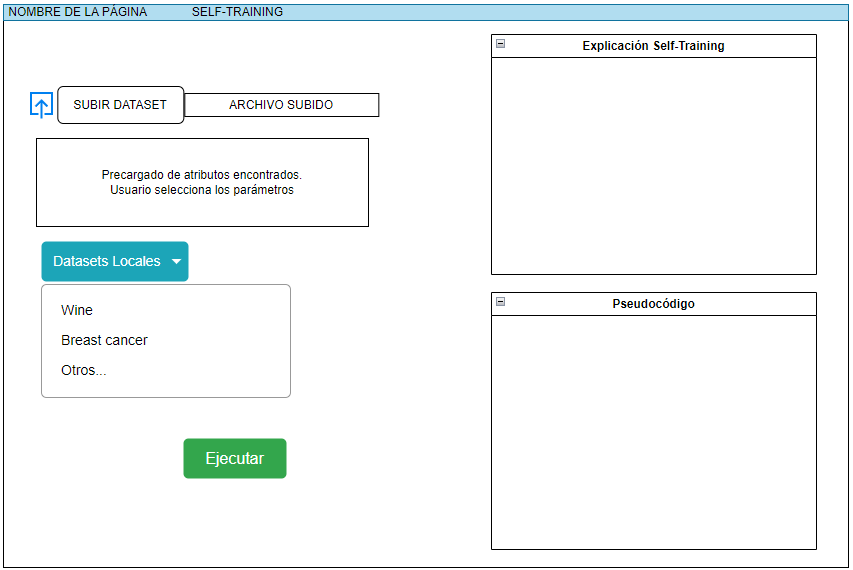 NOMBRE DE LA PÁGINA SELF-TRAINING
SUBIR DATASET
ARCHIVO SUBIDO
Precargado de atributos encontrados.
Usuario selecciona los parámetros
Datasets Locales
Wine
Breast cancer
Otros...
Ejecutar
Explicación Self-Training
Pseudocódigo